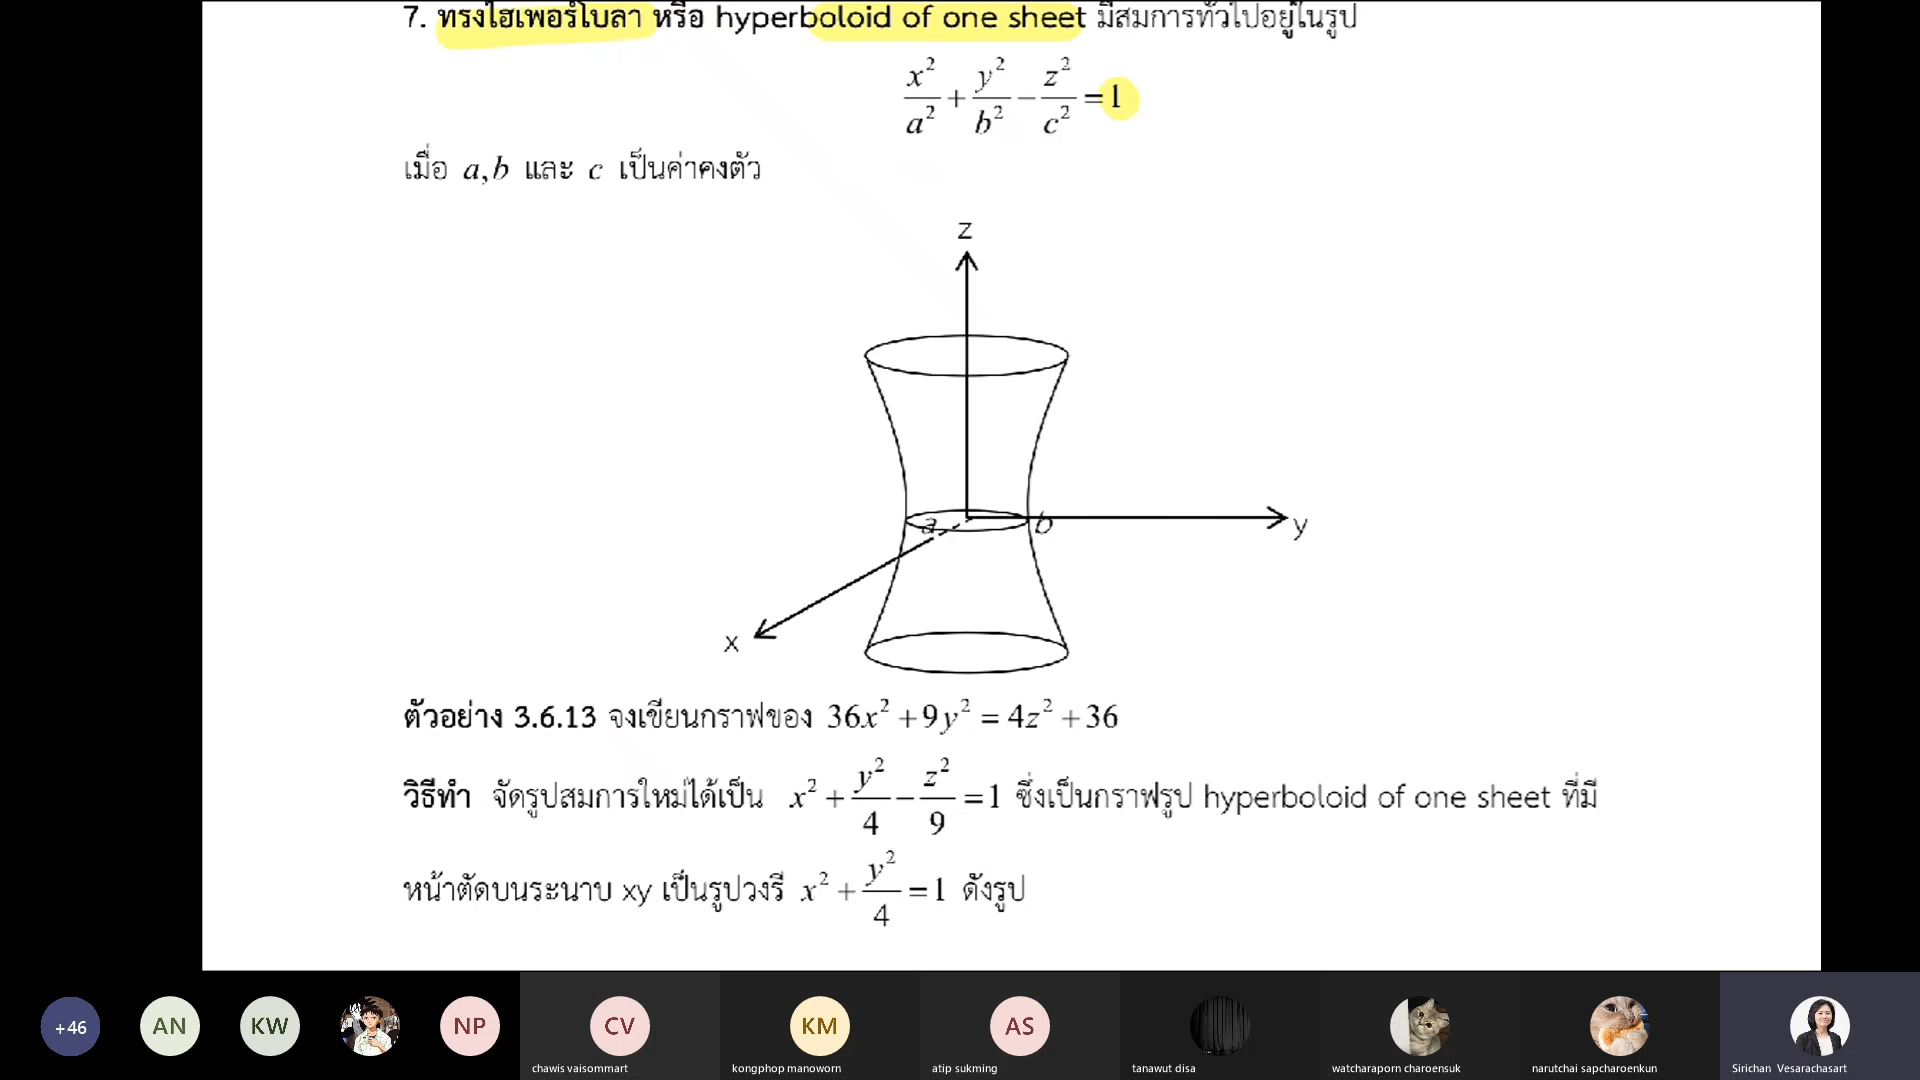 7. ทรงไฮเพอร์โบลา หรือ hyperboloid of one sheet มีสมการทั่วไปอยู่ในรูป
x²/a² + y²/b² − z²/c² = 1
เมื่อ a,b และ c เป็นค่าคงตัว
z
a b
y
x
ตัวอย่าง 3.6.13 จงเขียนกราฟของ 36x² + 9y² = 4z² + 36
วิธีทำ จัดรูปสมการใหม่ได้เป็น x² + y²/4 − z²/9 = 1 ซึ่งเป็นกราฟรูป hyperboloid of one sheet ที่มี
หน้าตัดบนระนาบ xy เป็นรูปวงรี x² + y²/4 = 1 ดังรูป
+46 AN KW NP CV KM AS
chawis vaisommart kongphop manoworn atip sukming tanawut disa watcharaporn charoensuk narutchai sapcharoenkun Sirichan Vesarachasart